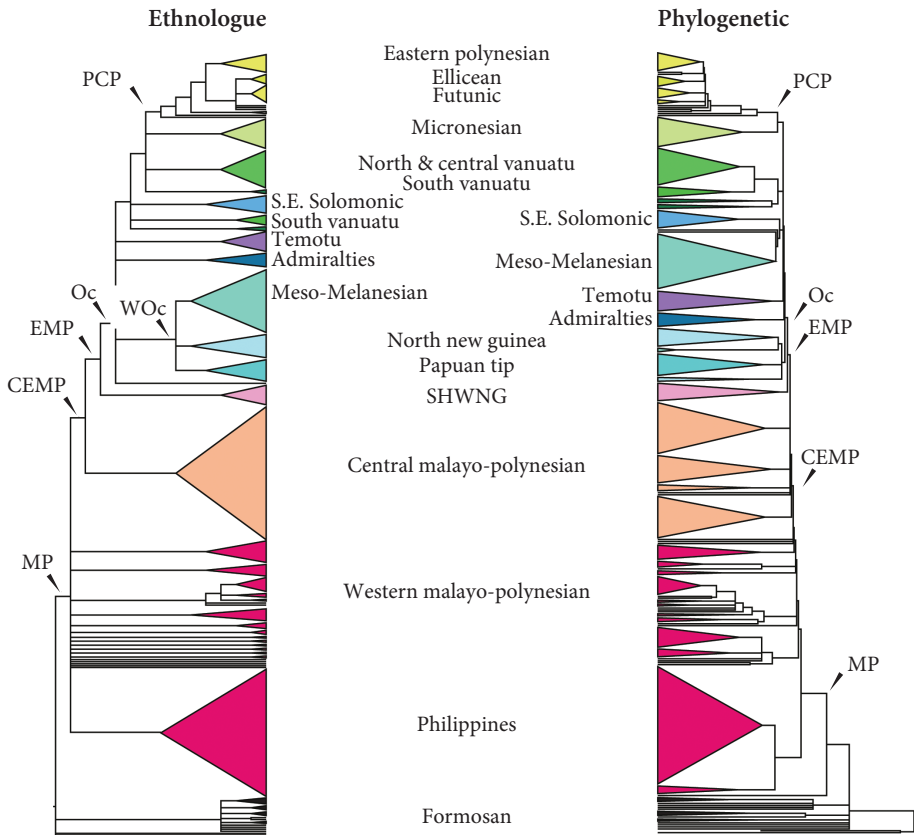 Ethnologue
Phylogenetic
Eastern polynesian
Ellicean
Futunic
PCP
PCP
Micronesian
North & central vanuatu
South vanuatu
S.E. Solomonic
S.E. Solomonic
South vanuatu
Temotu
Admiralties
Meso-Melanesian
Meso-Melanesian
Temotu
Admiralties
Oc
WOc
Oc
EMP
EMP
North new guinea
Papuan tip
CEMP
SHWNG
Central malayo-polynesian
CEMP
MP
Western malayo-polynesian
MP
Philippines
Formosan